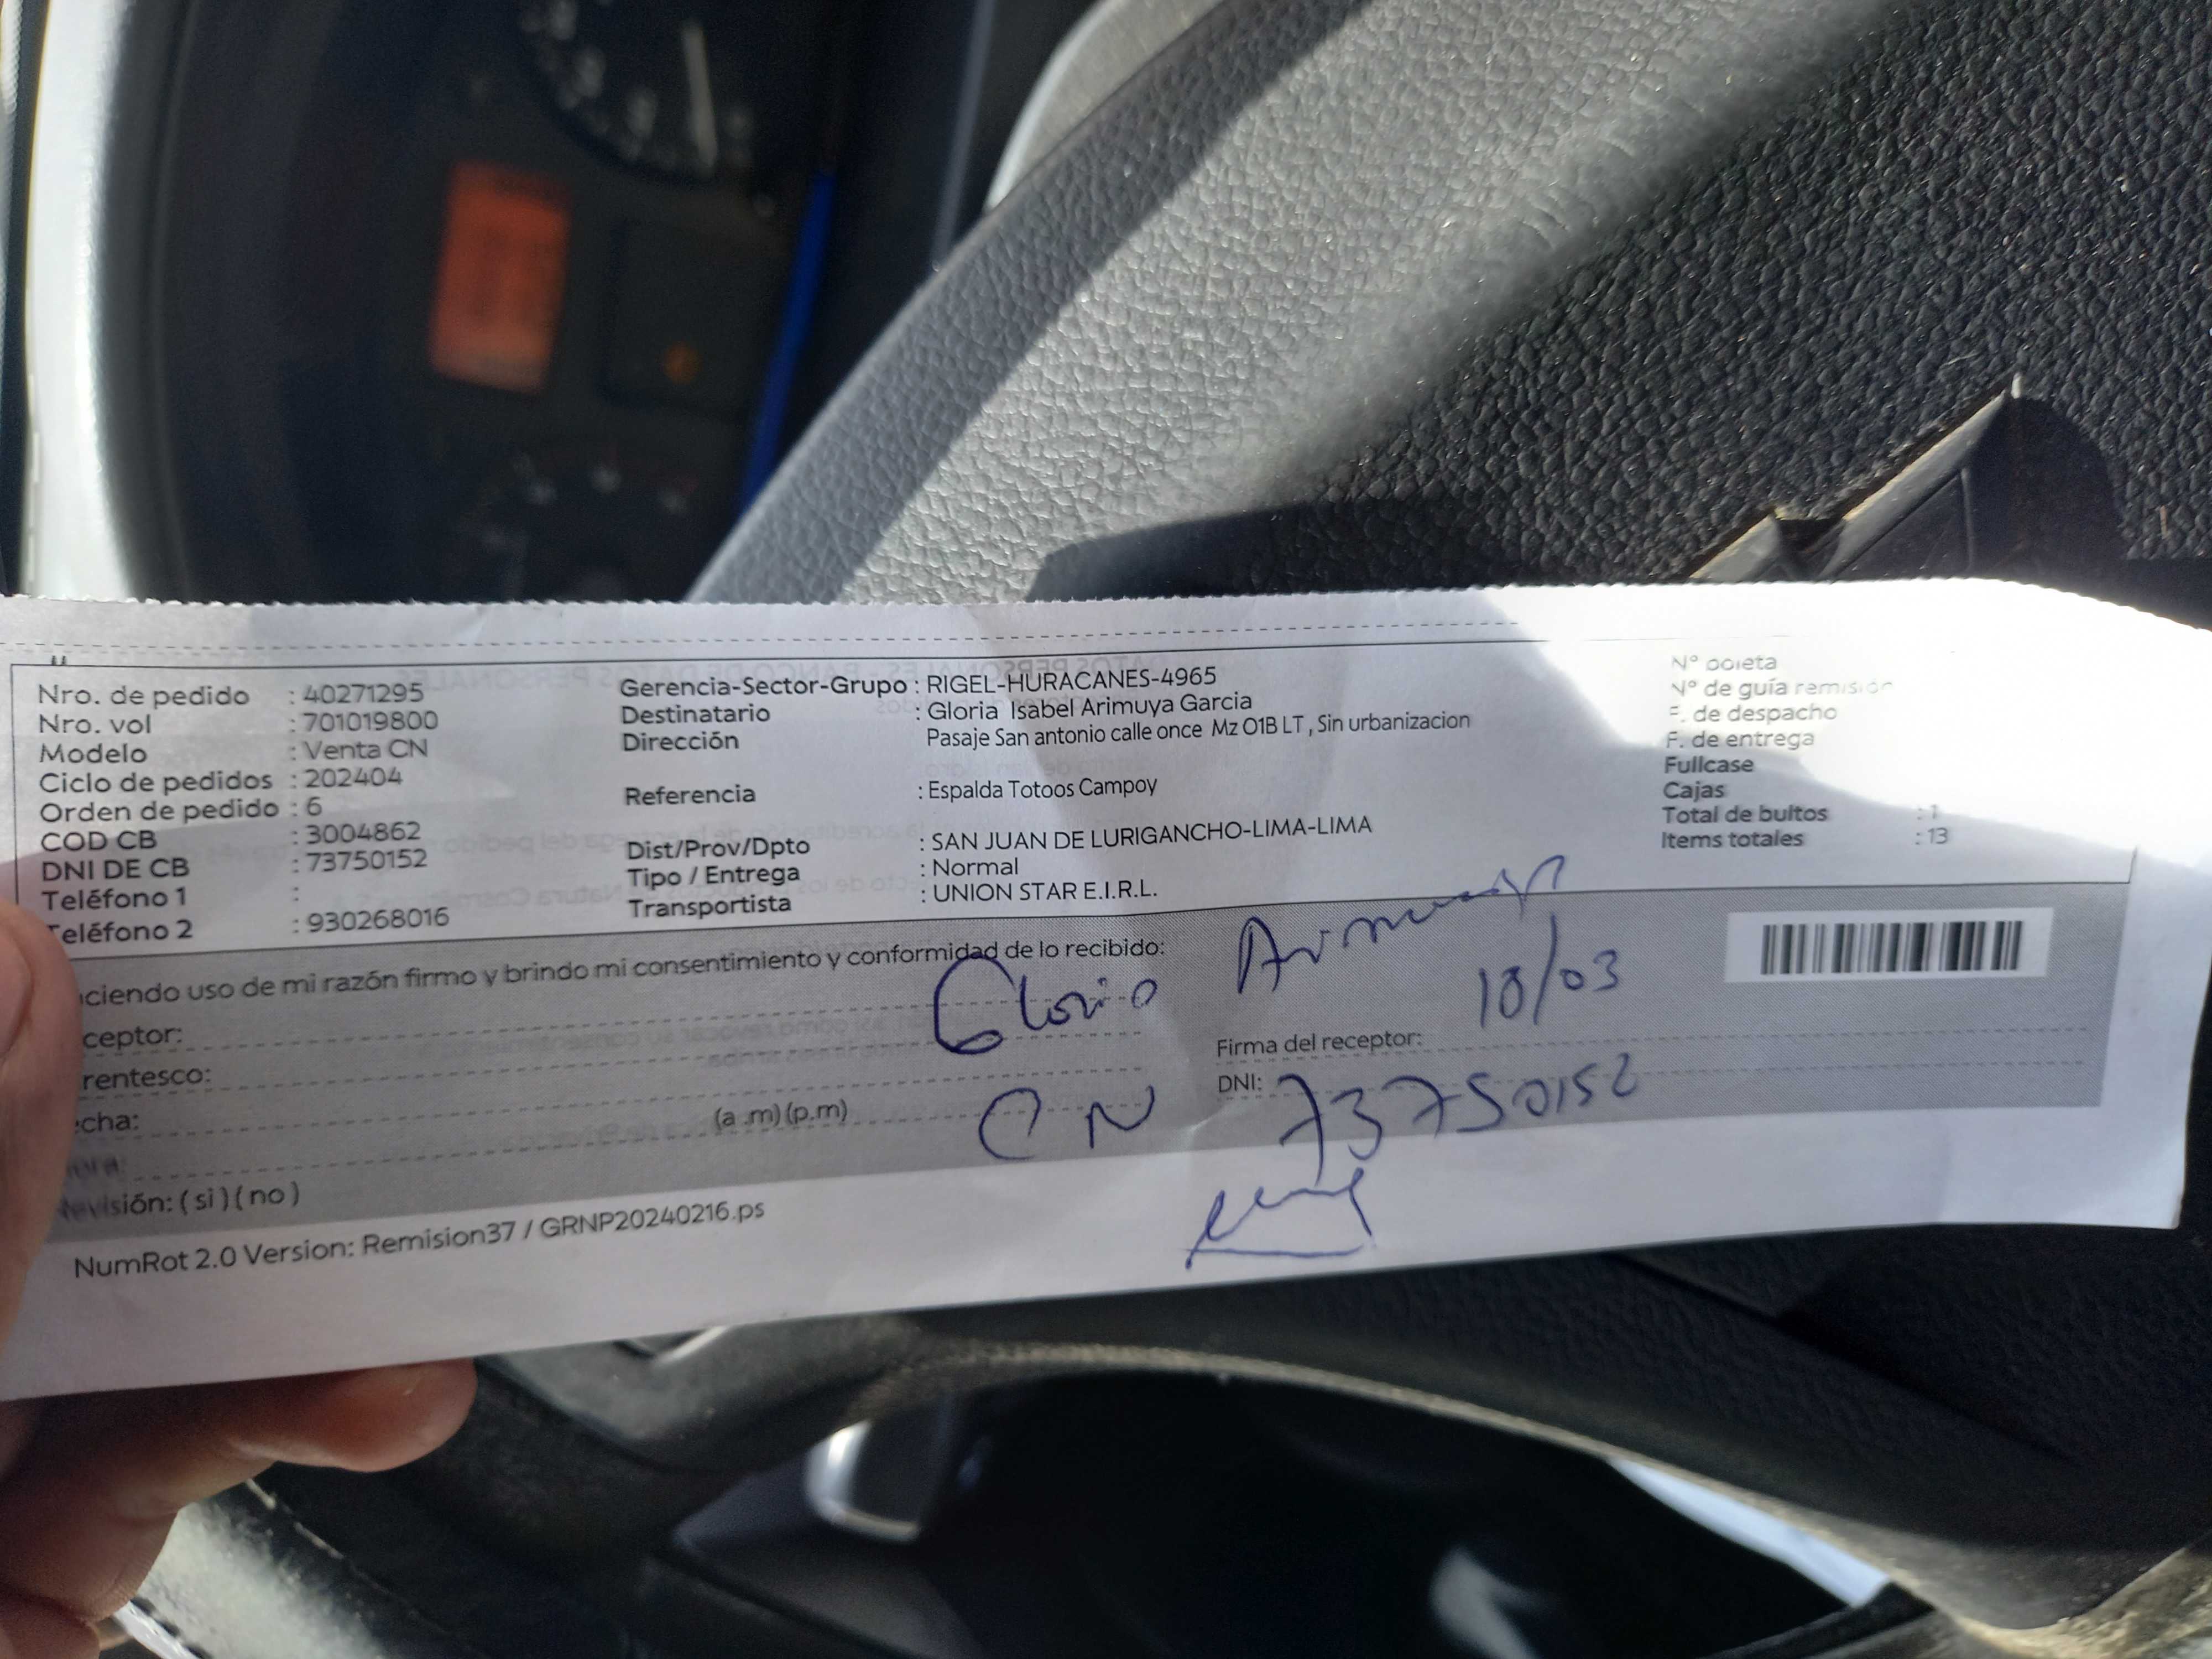 Nro. de pedido : 40271295
Nro. vol : 701019800
Modelo : Venta CN
Ciclo de pedidos : 202404
Orden de pedido : 6
COD CB : 3004862
DNI DE CB : 73750152
Teléfono 1 :
Teléfono 2 : 930268016
Gerencia-Sector-Grupo : RIGEL-HURACANES-4965
Destinatario : Gloria Isabel Arimuya Garcia
Dirección Pasaje San antonio calle once Mz O1B LT , Sin urbanizacion
Referencia : Espalda Totoos Campoy
Dist/Prov/Dpto : SAN JUAN DE LURIGANCHO-LIMA-LIMA
Tipo / Entrega : Normal
Transportista : UNION STAR E.I.R.L.
N° boleta
N° de guía remisión
F. de despacho
F. de entrega
Fullcase
Cajas
Total de bultos : 1
Items totales : 13
ciendo uso de mi razón firmo y brindo mi consentimiento y conformidad de lo recibido:
ceptor: Gloria Arimuya
rentesco: CN
cha: (a .m) (p.m)
18/03
Firma del receptor:
DNI: 73750152
evisión: ( si ) ( no )
NumRot 2.0 Version: Remision37 / GRNP20240216.ps